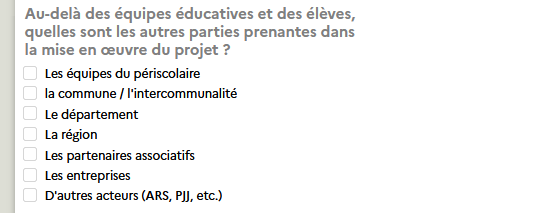 Au-delà des équipes éducatives et des élèves,
quelles sont les autres parties prenantes dans
la mise en œuvre du projet ?
Les équipes du périscolaire
la commune / l'intercommunalité
Le département
La région
Les partenaires associatifs
Les entreprises
D'autres acteurs (ARS, PJJ, etc.)